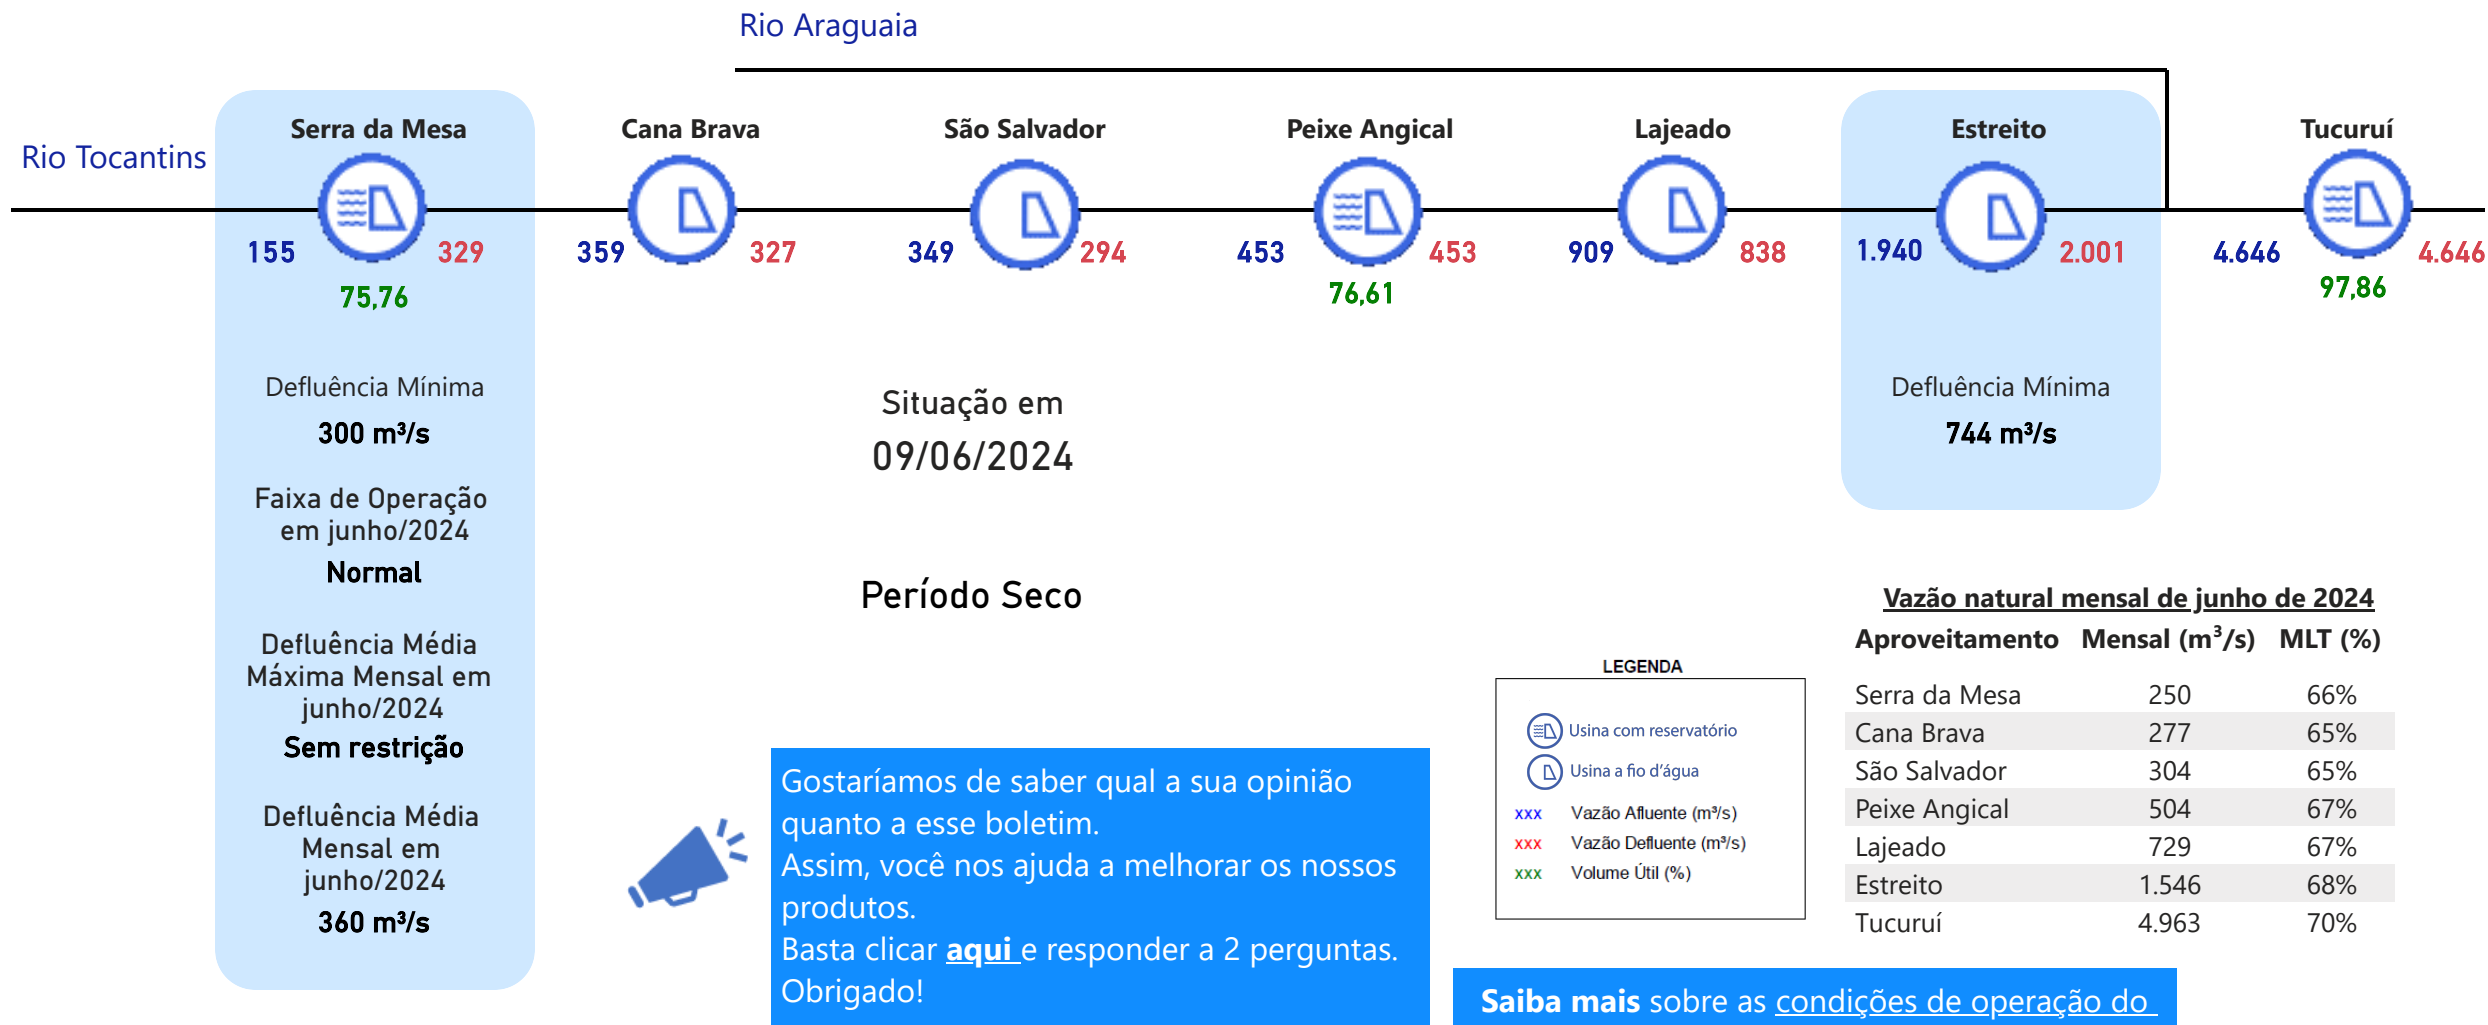 Rio Araguaia
Rio Tocantins
Serra da Mesa
Cana Brava
São Salvador
Peixe Angical
Lajeado
Estreito
Tucuruí
155
329
359
327
349
294
453
453
909
838
1.940
2.001
4.646
4.646
75,76
76,61
97,86
Defluência Mínima
300 m³/s
Faixa de Operação
em junho/2024
Normal
Defluência Média
Máxima Mensal em
junho/2024
Sem restrição
Defluência Média
Mensal em
junho/2024
360 m³/s
Situação em
09/06/2024
Período Seco
Defluência Mínima
744 m³/s
Gostaríamos de saber qual a sua opinião
quanto a esse boletim.
Assim, você nos ajuda a melhorar os nossos
produtos.
Basta clicar aqui e responder a 2 perguntas.
Obrigado!
LEGENDA
Usina com reservatório
Usina a fio d'água
xxx Vazão Afluente (m³/s)
xxx Vazão Defluente (m³/s)
xxx Volume Útil (%)
Vazão natural mensal de junho de 2024
Aproveitamento Mensal (m³/s) MLT (%)
Serra da Mesa 250 66%
Cana Brava 277 65%
São Salvador 304 65%
Peixe Angical 504 67%
Lajeado 729 67%
Estreito 1.546 68%
Tucuruí 4.963 70%
Saiba mais sobre as condições de operação do